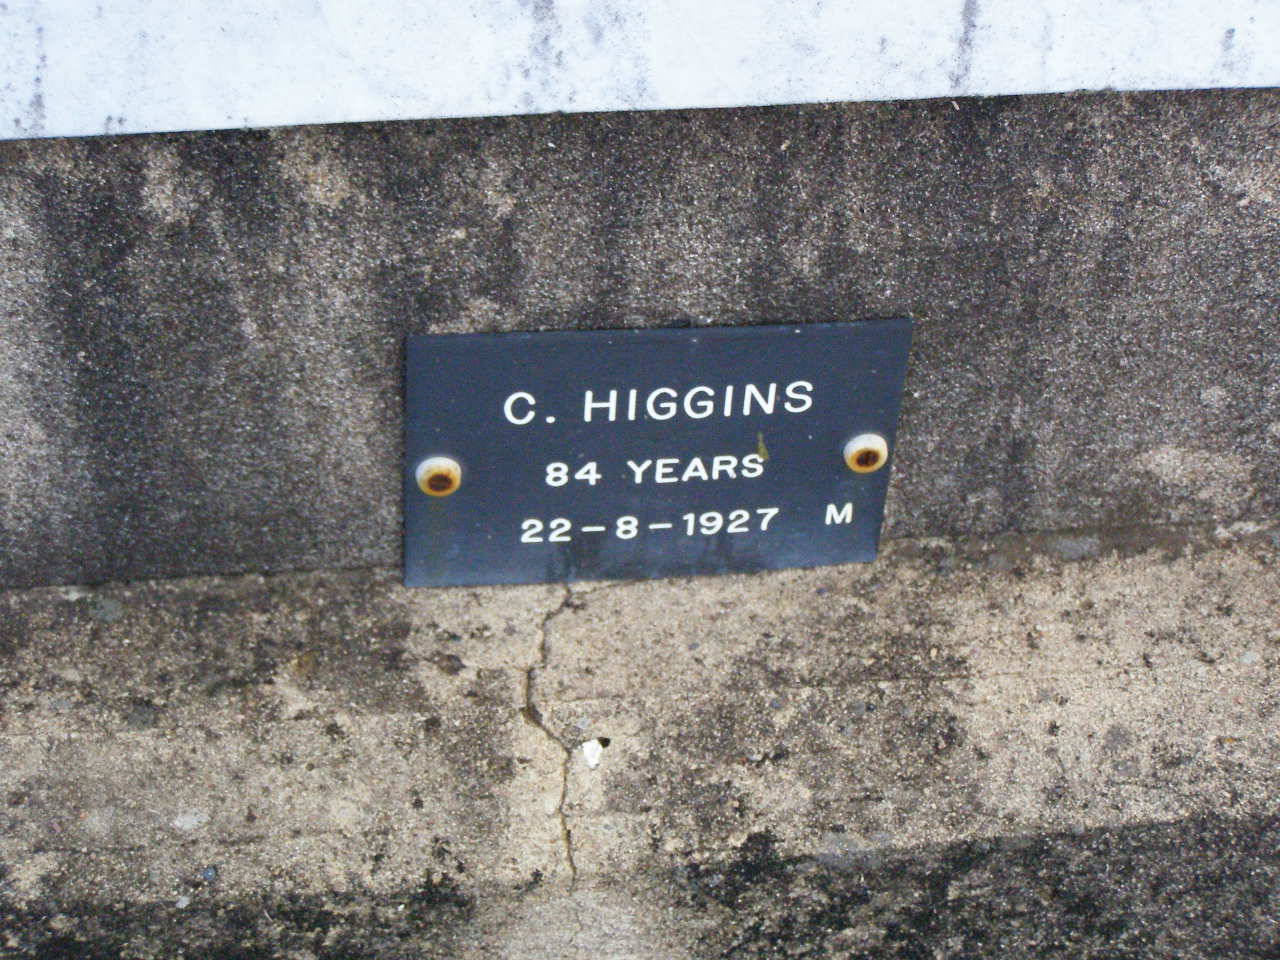 C. HIGGINS
84 YEARS
22-8-1927 M